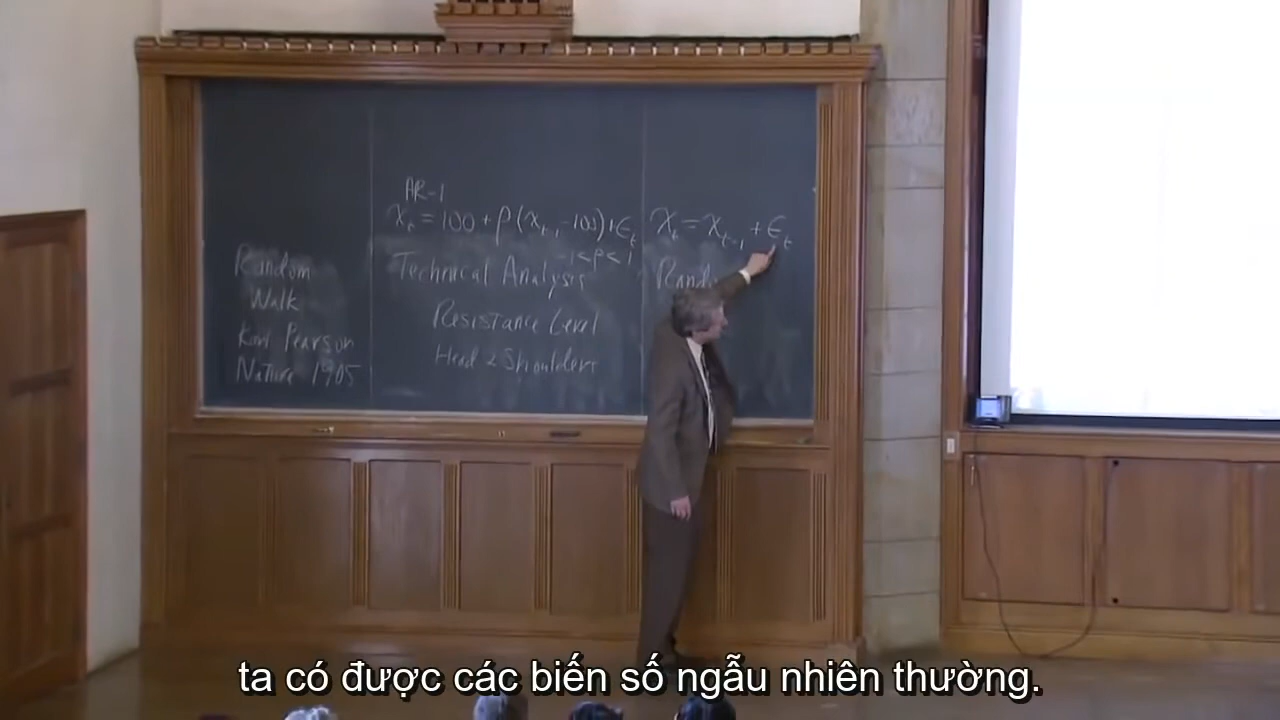 Random
Walk
Karl Pearson
Nature 1905
AR-1
Xₜ = 100 + ρ(Xₜ₋₁ - 100) + εₜ
-1 < ρ < 1
Technical Analysis
Resistance Level
Head & Shoulders
Xₜ = Xₜ₋₁ + εₜ
ta có được các biến số ngẫu nhiên thường.